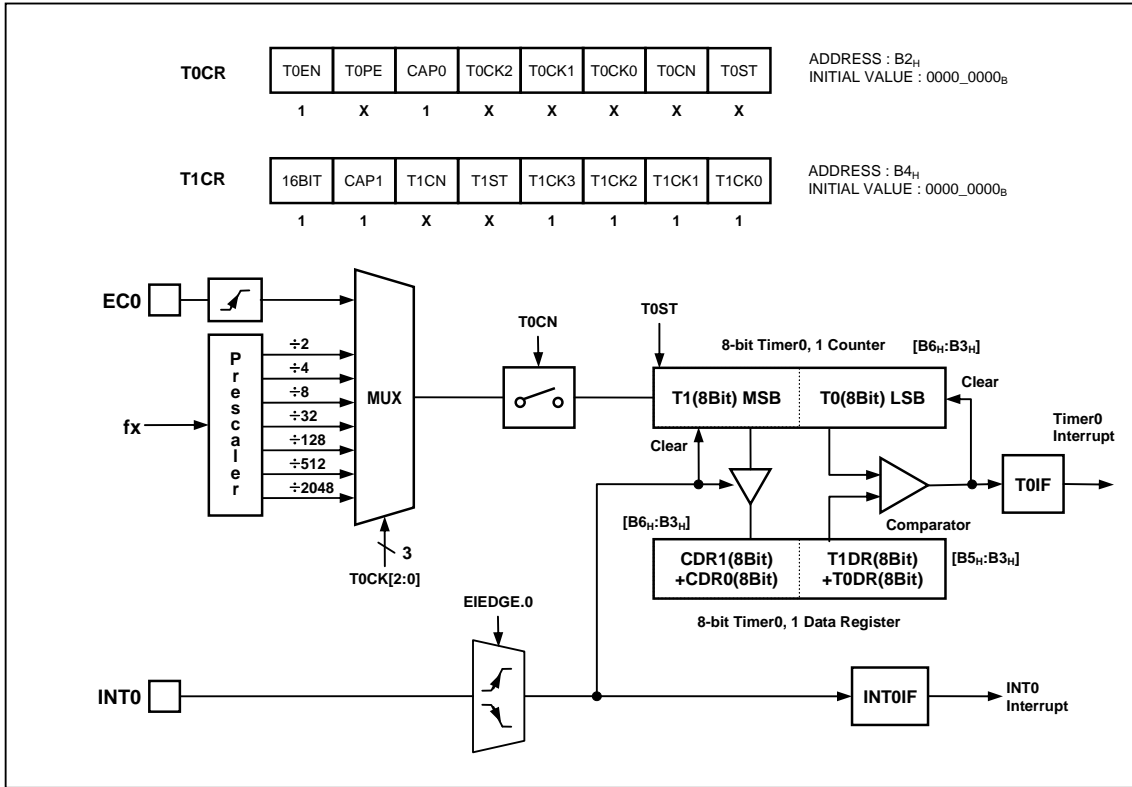 T0CR T0EN T0PE CAP0 T0CK2 T0CK1 T0CK0 T0CN T0ST
1 X 1 X X X X X
ADDRESS : B2H
INITIAL VALUE : 0000_0000B
T1CR 16BIT CAP1 T1CN T1ST T1CK3 T1CK2 T1CK1 T1CK0
1 1 X X 1 1 1 1
ADDRESS : B4H
INITIAL VALUE : 0000_0000B
EC0
fx
Prescaler
÷2
÷4
÷8
÷32
÷128
÷512
÷2048
MUX
3
T0CK[2:0]
T0CN
T0ST
8-bit Timer0, 1 Counter
[B6H:B3H]
T1(8Bit) MSB
T0(8Bit) LSB
Clear
Clear
Timer0
Interrupt
T0IF
Comparator
[B6H:B3H]
CDR1(8Bit)
+CDR0(8Bit)
T1DR(8Bit)
+T0DR(8Bit)
[B5H:B3H]
8-bit Timer0, 1 Data Register
EIEDGE.0
INT0
INT0IF
INT0
Interrupt